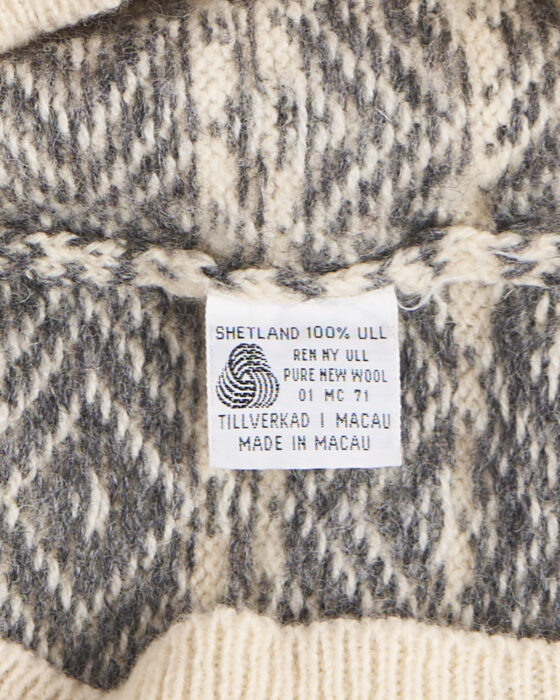 SHETLAND 100% ULL
REN NY ULL
PURE NEW WOOL
01 MC 71
TILLVERKAD I MACAU
MADE IN MACAU